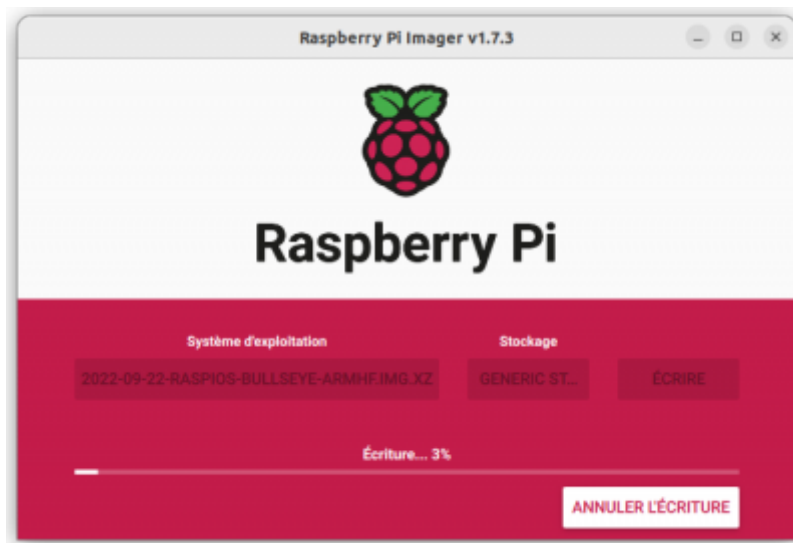 Raspberry Pi Imager v1.7.3
Raspberry Pi
Système d'exploitation
Stockage
2022-09-22-RASPIOS-BULLSEYE-ARMHF.IMG.XZ
GENERIC ST...
ÉCRIRE
Écriture... 3%
ANNULER L'ÉCRITURE